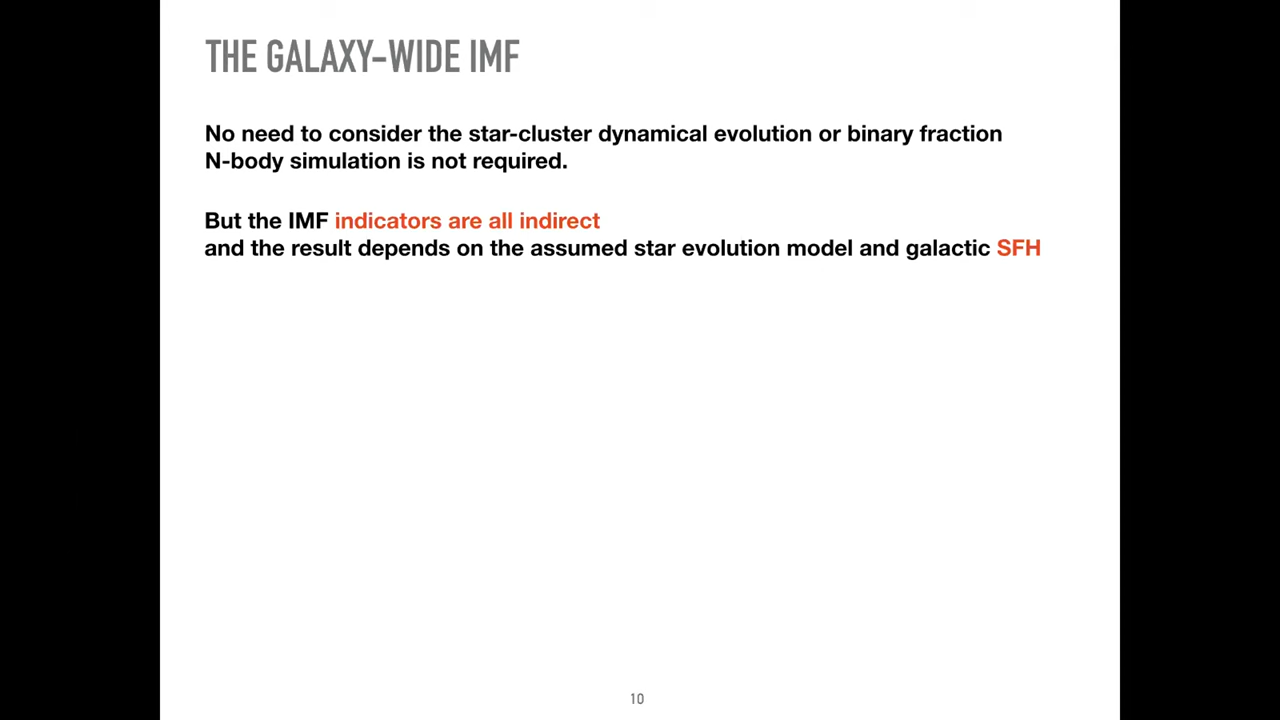 THE GALAXY-WIDE IMF
No need to consider the star-cluster dynamical evolution or binary fraction
N-body simulation is not required.
But the IMF indicators are all indirect
and the result depends on the assumed star evolution model and galactic SFH
10